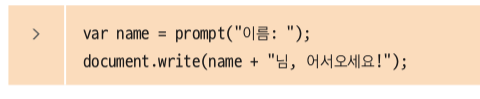 > var name = prompt("이름: ");
document.write(name + "님, 어서오세요!");